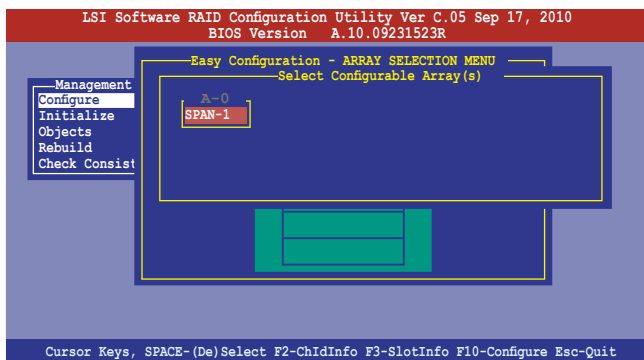 LSI Software RAID Configuration Utility Ver C.05 Sep 17, 2010
BIOS Version A.10.09231523R
Easy Configuration - ARRAY SELECTION MENU
Select Configurable Array(s)
Management
Configure
Initialize
Objects
Rebuild
Check Consist
A-0
SPAN-1
Cursor Keys, SPACE-(De)Select F2-ChIdInfo F3-SlotInfo F10-Configure Esc-Quit